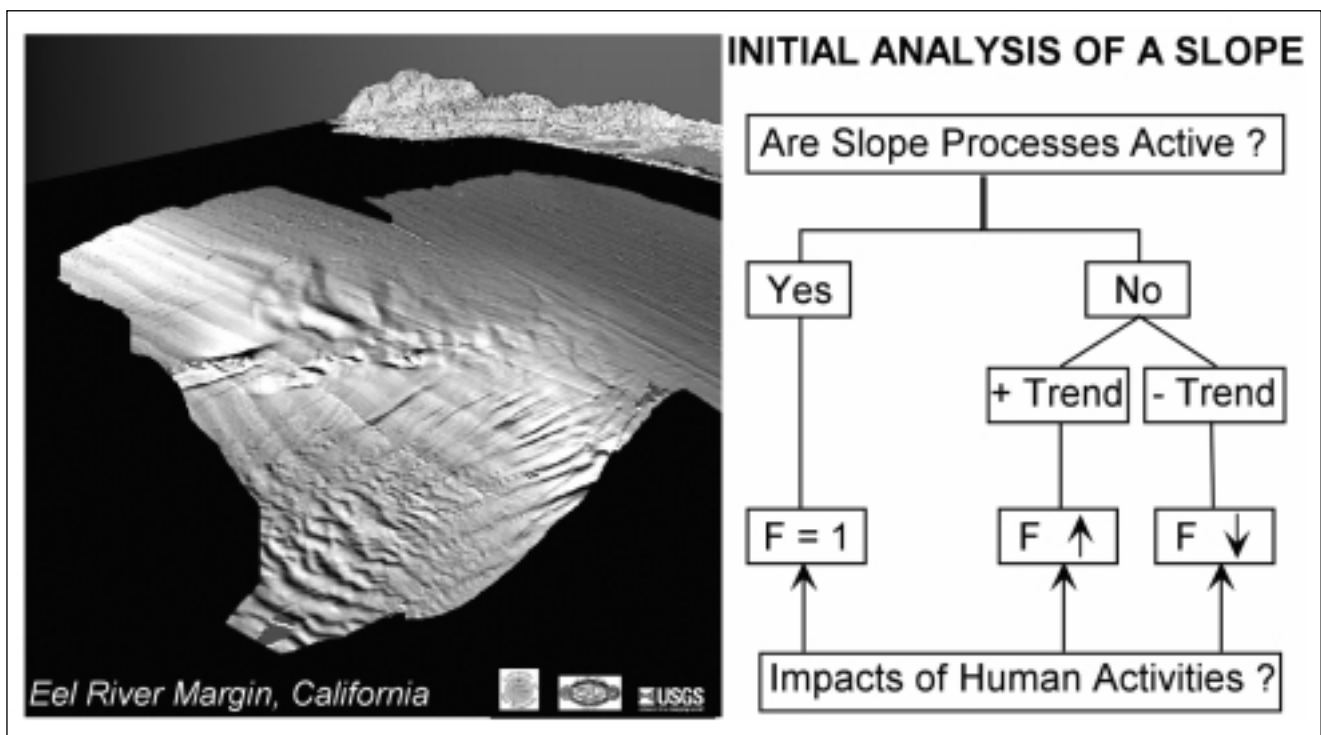 INITIAL ANALYSIS OF A SLOPE
Are Slope Processes Active ?
Yes
No
+ Trend
- Trend
F = 1
F ↑
F ↓
Impacts of Human Activities ?
Eel River Margin, California
USGS